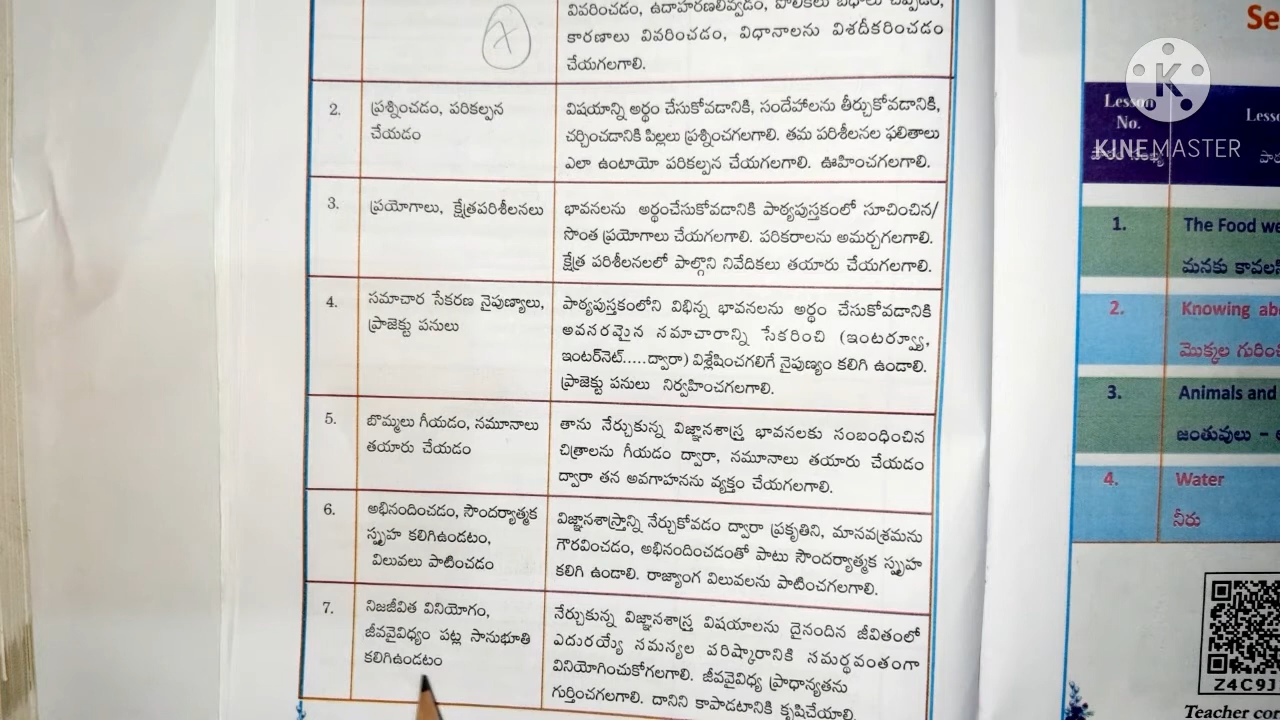 వివరించడం, ఉదాహరణలివ్వడం, పోలికలు భేదాలు చెప్పడం,
కారణాలు వివరించడం, విధానాలను విశదీకరించడం
చేయగలగాలి.
7
2. ప్రశ్నించడం, పరికల్పన
చేయడం
విషయాన్ని అర్థం చేసుకోవడానికి, సందేహాలను తీర్చుకోవడానికి,
చర్చించడానికి పిల్లలు ప్రశ్నించగలగాలి. తమ పరిశీలనల ఫలితాలు
ఎలా ఉంటాయో పరికల్పన చేయగలగాలి. ఊహించగలగాలి.
3. ప్రయోగాలు, క్షేత్రపరిశీలనలు
భావనలను అర్థంచేసుకోవడానికి పాఠ్యపుస్తకంలో సూచించిన/
సొంత ప్రయోగాలు చేయగలగాలి. పరికరాలను అమర్చగలగాలి.
క్షేత్ర పరిశీలనలలో పాల్గొని నివేదికలు తయారు చేయగలగాలి.
4. సమాచార సేకరణ నైపుణ్యాలు,
ప్రాజెక్టు పనులు
పాఠ్యపుస్తకంలోని విభిన్న భావనలను అర్థం చేసుకోవడానికి
అవసరమైన సమాచారాన్ని సేకరించి (ఇంటర్వ్యూ,
ఇంటర్‌నెట్.....ద్వారా) విశ్లేషించగలిగే నైపుణ్యం కలిగి ఉండాలి.
ప్రాజెక్టు పనులు నిర్వహించగలగాలి.
5. బొమ్మలు గీయడం, నమూనాలు
తయారు చేయడం
తాను నేర్చుకున్న విజ్ఞానశాస్త్ర భావనలకు సంబంధించిన
చిత్రాలను గీయడం ద్వారా, నమూనాలు తయారు చేయడం
ద్వారా తన అవగాహనను వ్యక్తం చేయగలగాలి.
6. అభినందించడం, సౌందర్యాత్మక
స్పృహ కలిగిఉండటం,
విలువలు పాటించడం
విజ్ఞానశాస్త్రాన్ని నేర్చుకోవడం ద్వారా ప్రకృతిని, మానవశ్రమను
గౌరవించడం, అభినందించడంతో పాటు సౌందర్యాత్మక స్పృహ
కలిగి ఉండాలి. రాజ్యాంగ విలువలను పాటించగలగాలి.
7. నిజజీవిత వినియోగం,
జీవవైవిధ్యం పట్ల సానుభూతి
కలిగిఉండటం
నేర్చుకున్న విజ్ఞానశాస్త్ర విషయాలను దైనందిన జీవితంలో
ఎదురయ్యే సమస్యల పరిష్కారానికి సమర్థవంతంగా
వినియోగించుకోగలగాలి. జీవవైవిధ్య ప్రాధాన్యతను
గుర్తించగలగాలి. దానిని కాపాడటానికి కృషిచేయాలి.
Se
Lesson
No.
Lesso
పాఠం సంఖ్య
KINEMASTER
1. The Food we
మనకు కావలసి
2. Knowing abo
మొక్కల గురించి
3. Animals and
జంతువులు –
4. Water
నీరు
Z4C9J
Teacher cor